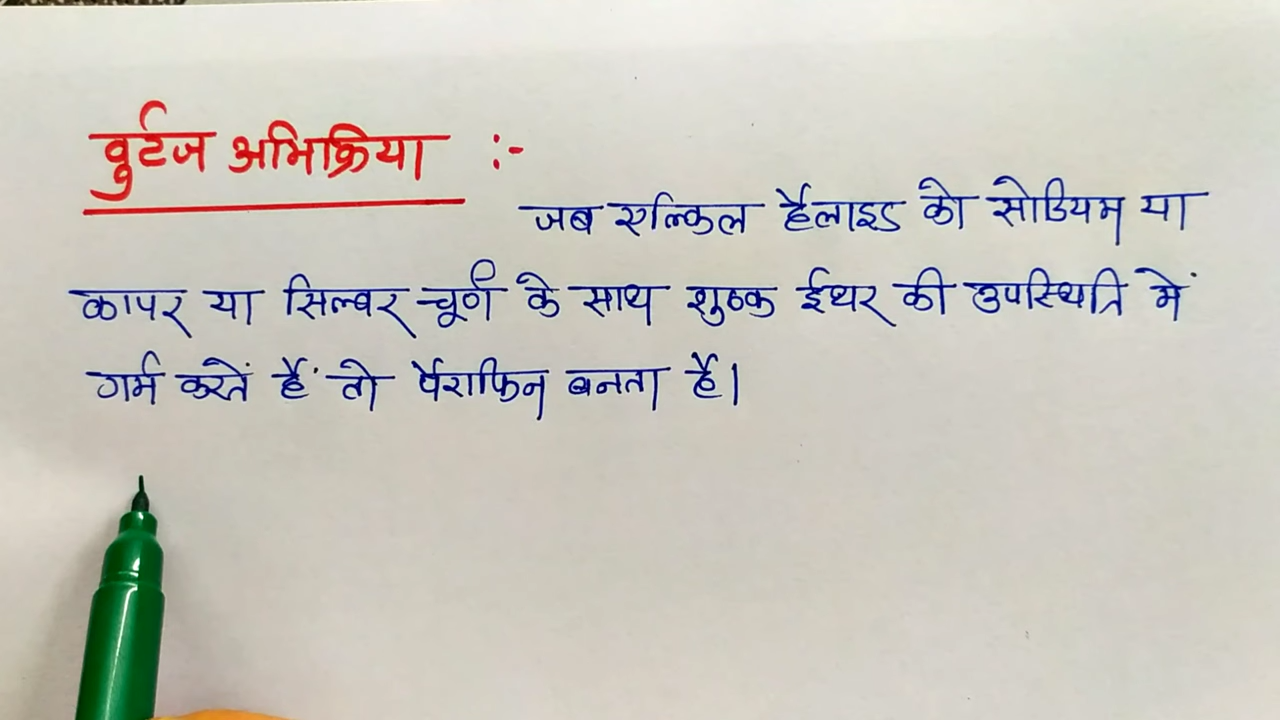 वुर्टज अभिक्रिया :-
जब एल्किल हैलाइड को सोडियम या
कापर या सिल्वर चूर्ण के साथ शुष्क ईथर की उपस्थिति में
गर्म करतें हैं तो पैराफिन बनता है।